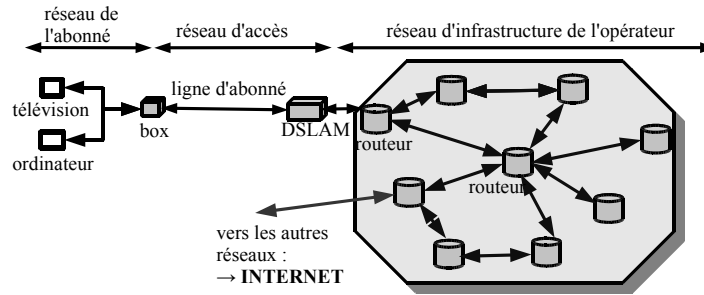 réseau de
l'abonné
réseau d'accès
réseau d'infrastructure de l'opérateur
télévision
ordinateur
box
ligne d'abonné
DSLAM
routeur
routeur
vers les autres
réseaux :
→ INTERNET